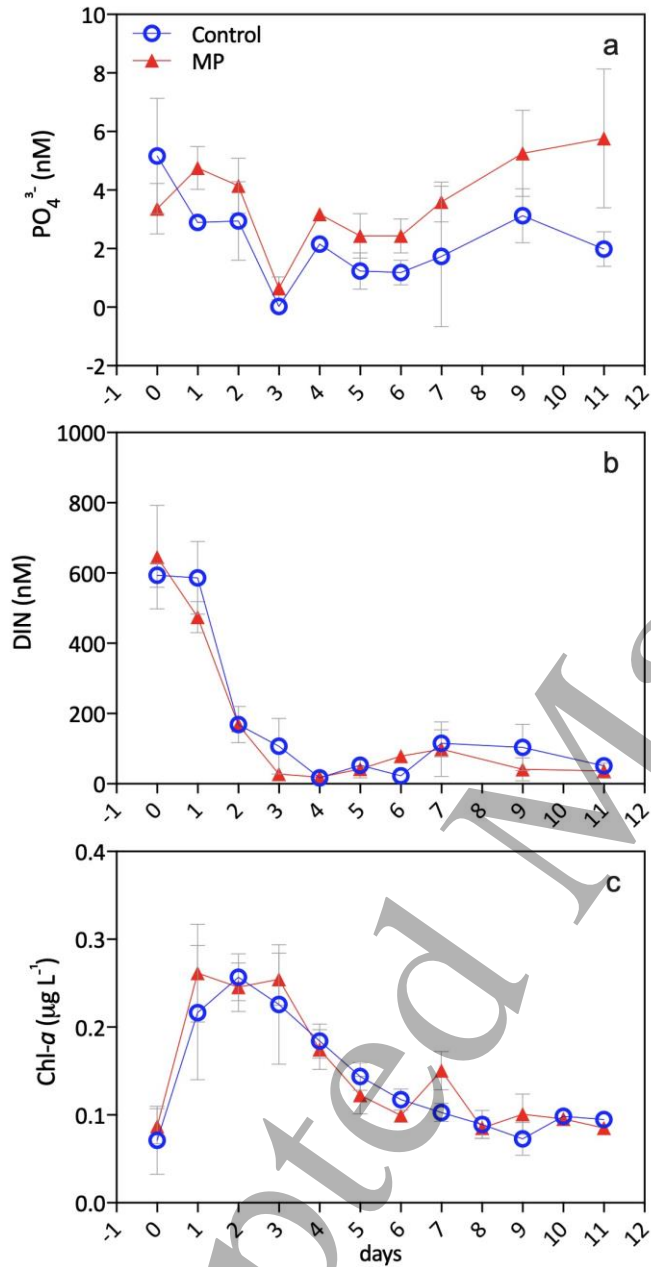 10
Control
a
MP
8
6
4
2
0
-2
PO₄³⁻ (nM)
-1 0 1 2 3 4 5 6 7 8 9 10 11 12
1000
b
800
600
400
200
0
DIN (nM)
-1 0 1 2 3 4 5 6 7 8 9 10 11 12
0.4
c
0.3
0.2
0.1
0.0
Chl-a (µg L⁻¹)
-1 0 1 2 3 4 5 6 7 8 9 10 11 12
days
pted M